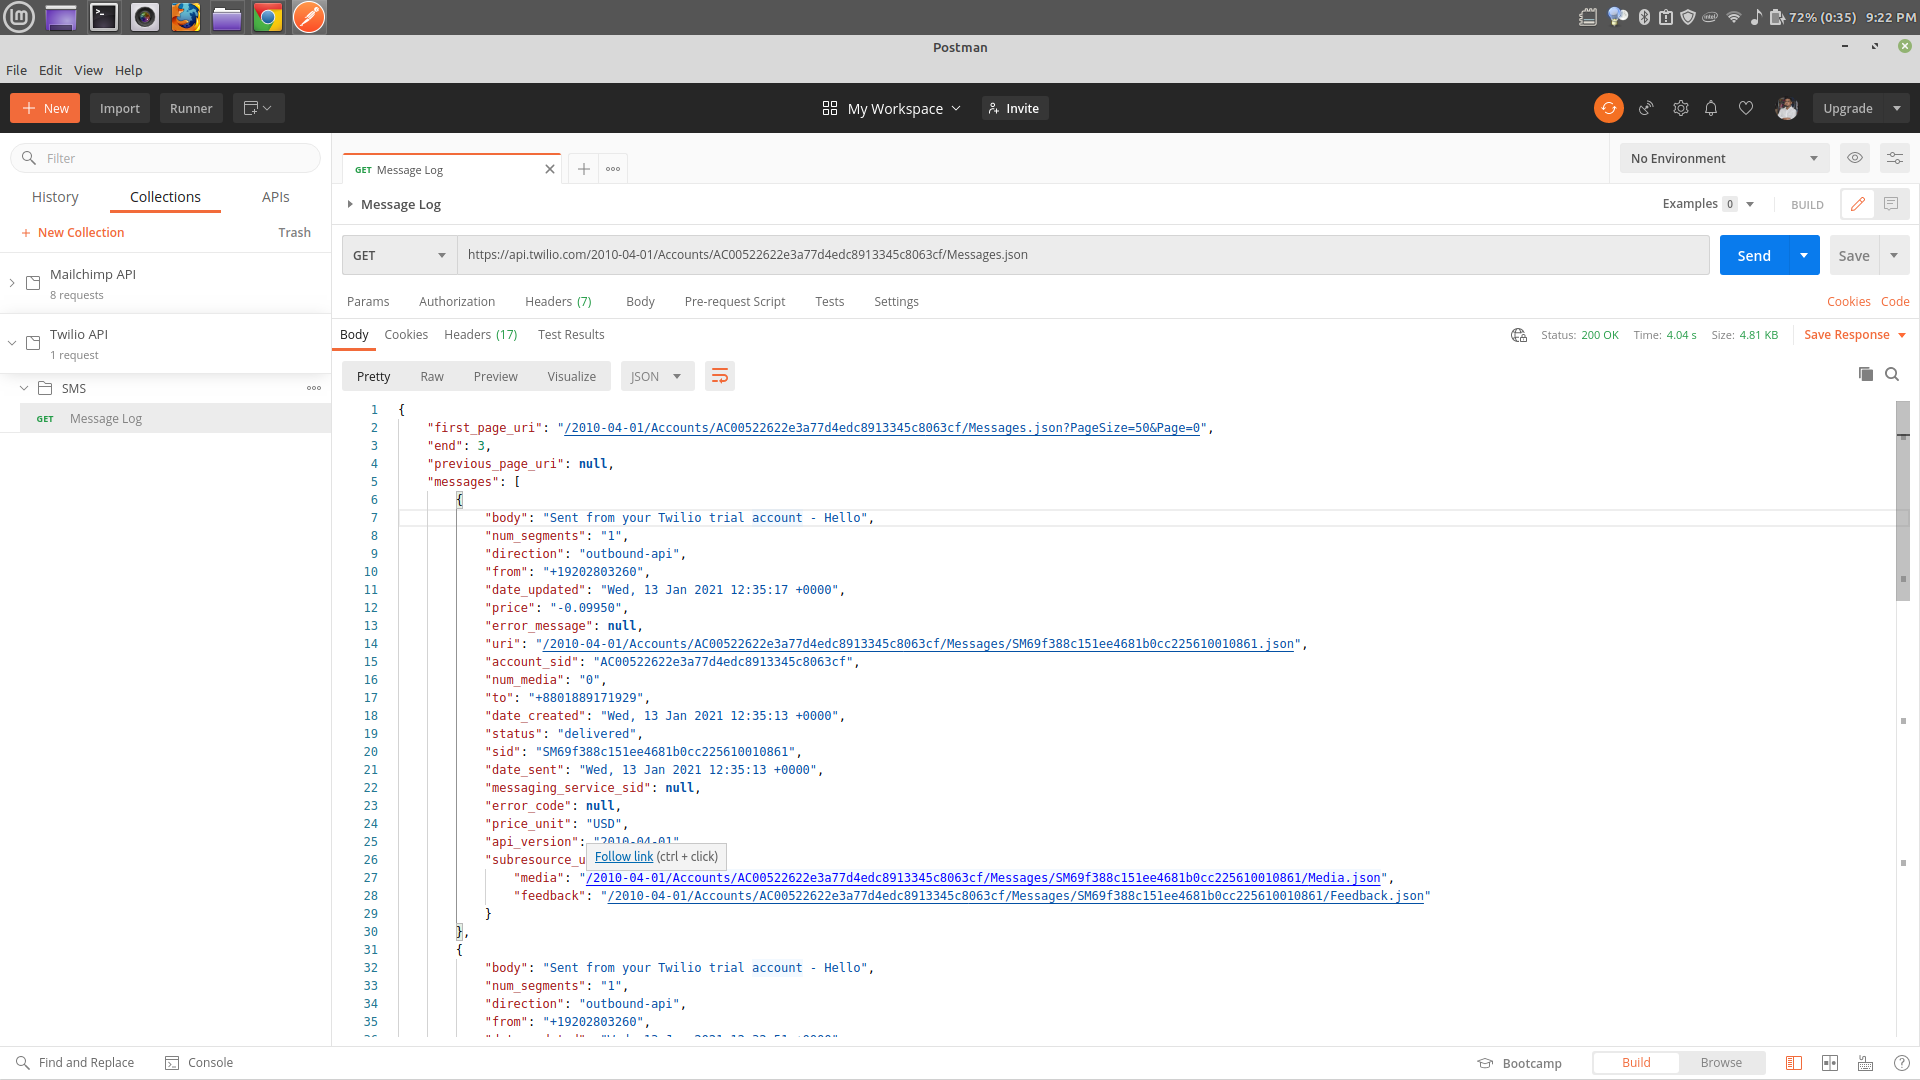 72% (0:35) 9:22 PM
Postman
File Edit View Help
New Import Runner My Workspace Invite Upgrade
Filter
History Collections APIs
+ New Collection Trash
Mailchimp API
8 requests
Twilio API
1 request
SMS
GET Message Log
GET Message Log
No Environment
Message Log
Examples 0 BUILD
GET https://api.twilio.com/2010-04-01/Accounts/AC00522622e3a77d4edc8913345c8063cf/Messages.json Send Save
Params Authorization Headers (7) Body Pre-request Script Tests Settings Cookies Code
Body Cookies Headers (17) Test Results Status: 200 OK Time: 4.04 s Size: 4.81 KB Save Response
Pretty Raw Preview Visualize JSON
1 {
2 "first_page_uri": "/2010-04-01/Accounts/AC00522622e3a77d4edc8913345c8063cf/Messages.json?PageSize=50&Page=0",
3 "end": 3,
4 "previous_page_uri": null,
5 "messages": [
6 {
7 "body": "Sent from your Twilio trial account - Hello",
8 "num_segments": "1",
9 "direction": "outbound-api",
10 "from": "+19202803260",
11 "date_updated": "Wed, 13 Jan 2021 12:35:17 +0000",
12 "price": "-0.09950",
13 "error_message": null,
14 "uri": "/2010-04-01/Accounts/AC00522622e3a77d4edc8913345c8063cf/Messages/SM69f388c151ee4681b0cc225610010861.json",
15 "account_sid": "AC00522622e3a77d4edc8913345c8063cf",
16 "num_media": "0",
17 "to": "+8801889171929",
18 "date_created": "Wed, 13 Jan 2021 12:35:13 +0000",
19 "status": "delivered",
20 "sid": "SM69f388c151ee4681b0cc225610010861",
21 "date_sent": "Wed, 13 Jan 2021 12:35:13 +0000",
22 "messaging_service_sid": null,
23 "error_code": null,
24 "price_unit": "USD",
25 "api_version": "2010-04-01"
26 "subresource_u
Follow link (ctrl + click)
27 "media": "/2010-04-01/Accounts/AC00522622e3a77d4edc8913345c8063cf/Messages/SM69f388c151ee4681b0cc225610010861/Media.json",
28 "feedback": "/2010-04-01/Accounts/AC00522622e3a77d4edc8913345c8063cf/Messages/SM69f388c151ee4681b0cc225610010861/Feedback.json"
29 }
30 },
31 {
32 "body": "Sent from your Twilio trial account - Hello",
33 "num_segments": "1",
34 "direction": "outbound-api",
35 "from": "+19202803260",
Find and Replace Console Bootcamp Build Browse